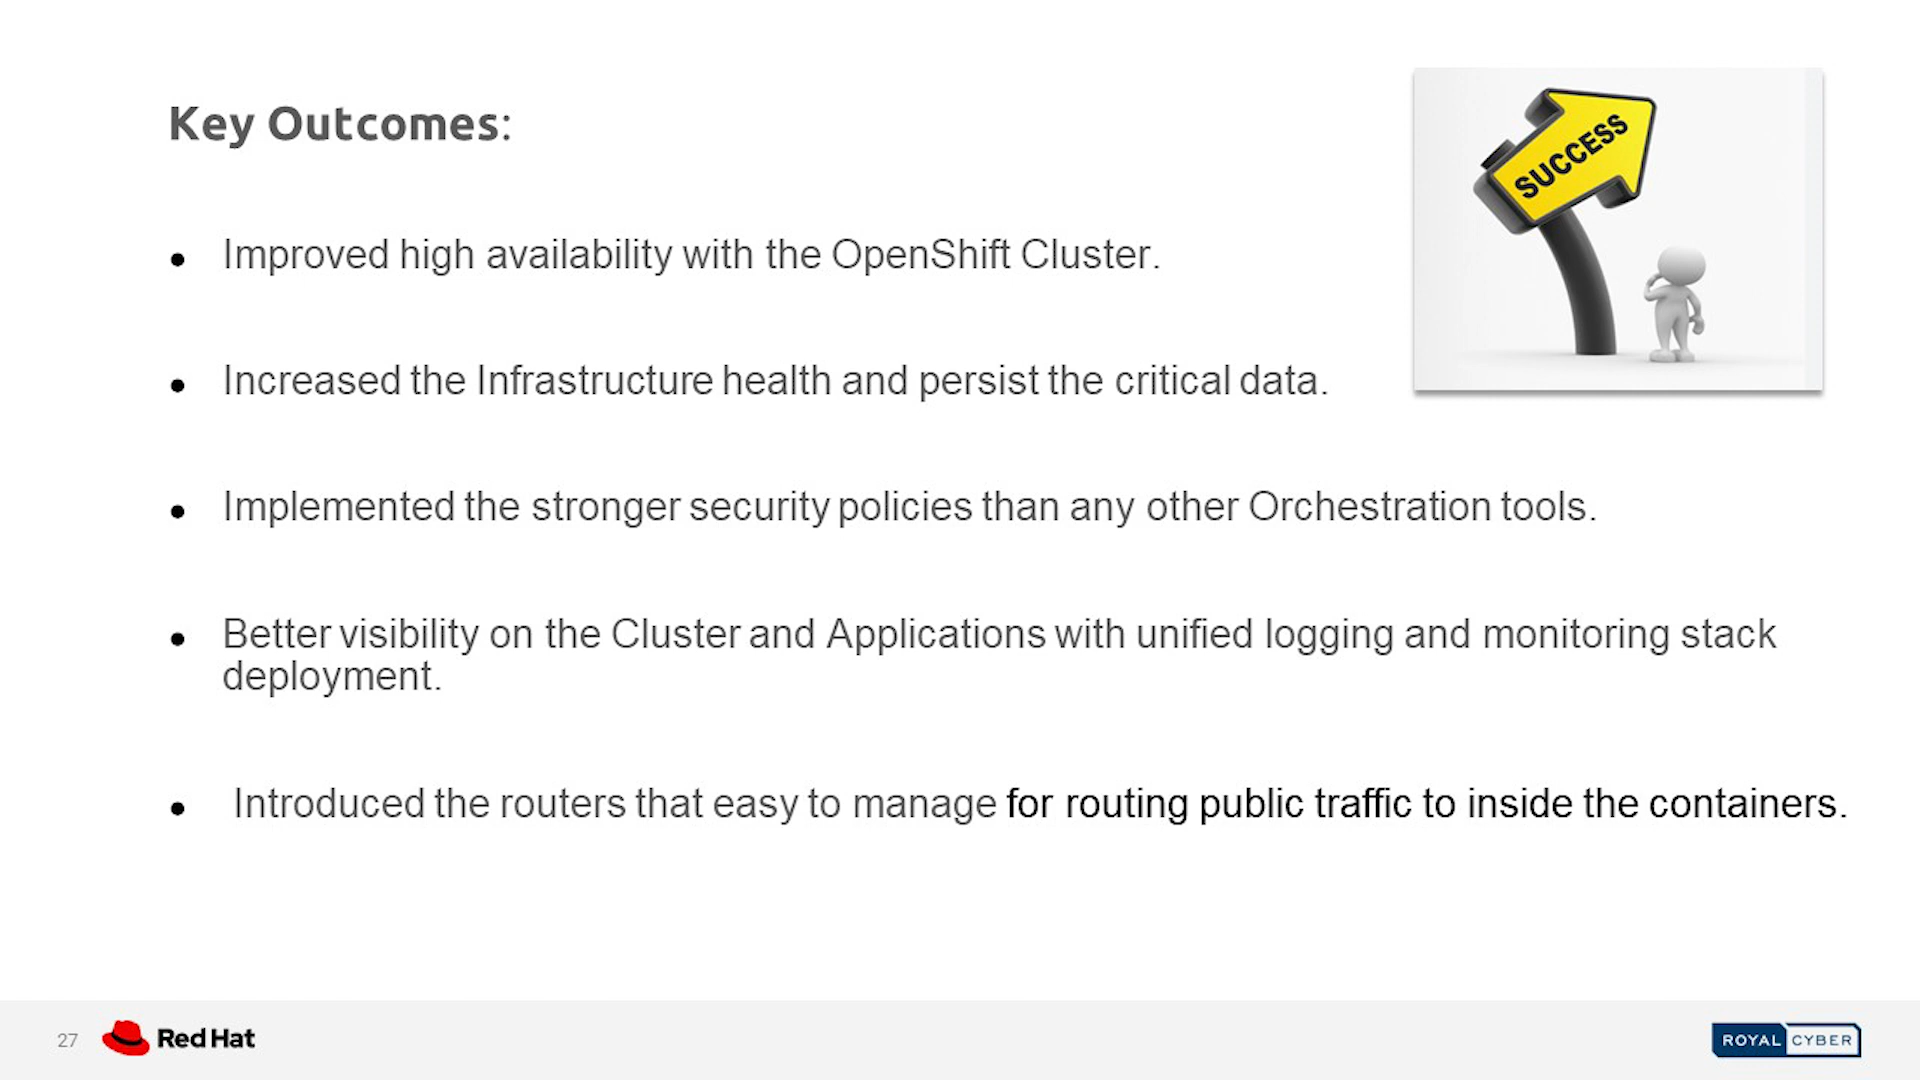 Key Outcomes:
SUCCESS
● Improved high availability with the OpenShift Cluster.
● Increased the Infrastructure health and persist the critical data.
● Implemented the stronger security policies than any other Orchestration tools.
● Better visibility on the Cluster and Applications with unified logging and monitoring stack
deployment.
● Introduced the routers that easy to manage for routing public traffic to inside the containers.
27
Red Hat
ROYAL CYBER